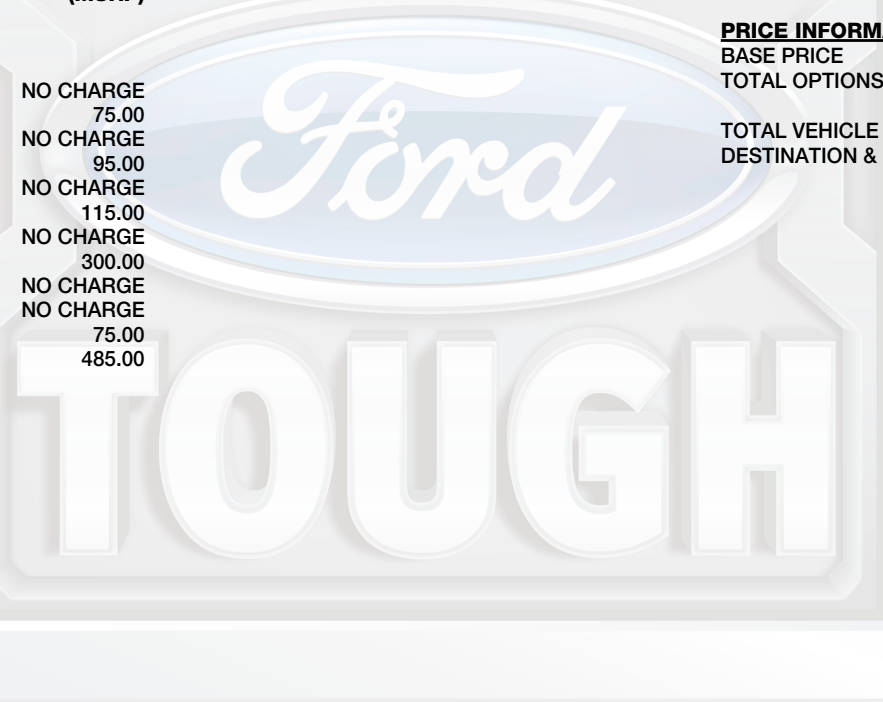 NO CHARGE
75.00
NO CHARGE
95.00
NO CHARGE
115.00
NO CHARGE
300.00
NO CHARGE
NO CHARGE
75.00
485.00
PRICE INFORM
BASE PRICE
TOTAL OPTIONS
TOTAL VEHICLE
DESTINATION &
Ford
TOUGH